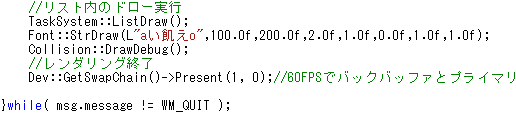 //リスト内のドロー実行
TaskSystem::ListDraw();
Font::StrDraw(L"aい飢えo",100.0f,200.0f,2.0f,1.0f,0.0f,1.0f,1.0f);
Collision::DrawDebug();
//レンダリング終了
Dev::GetSwapChain()->Present(1, 0);//60FPSでバックバッファとプライマリ
}while( msg.message != WM_QUIT );